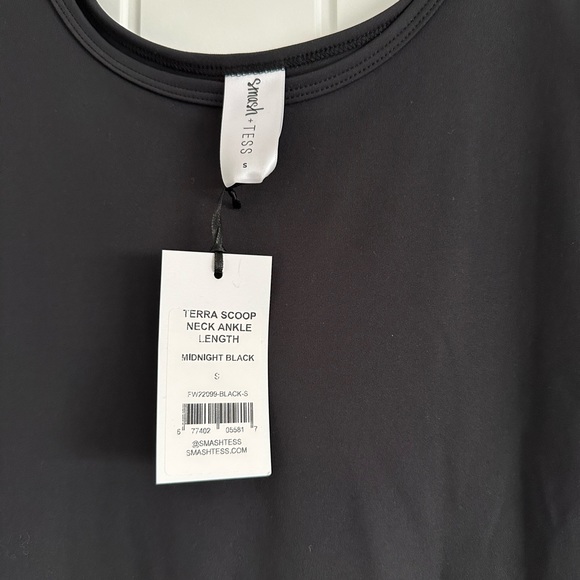 smash + TESS
S
TERRA SCOOP
NECK ANKLE
LENGTH
MIDNIGHT BLACK
S
FW22099-BLACK-S
6 77402 05581 7
@SMASHTESS
SMASHTESS.COM